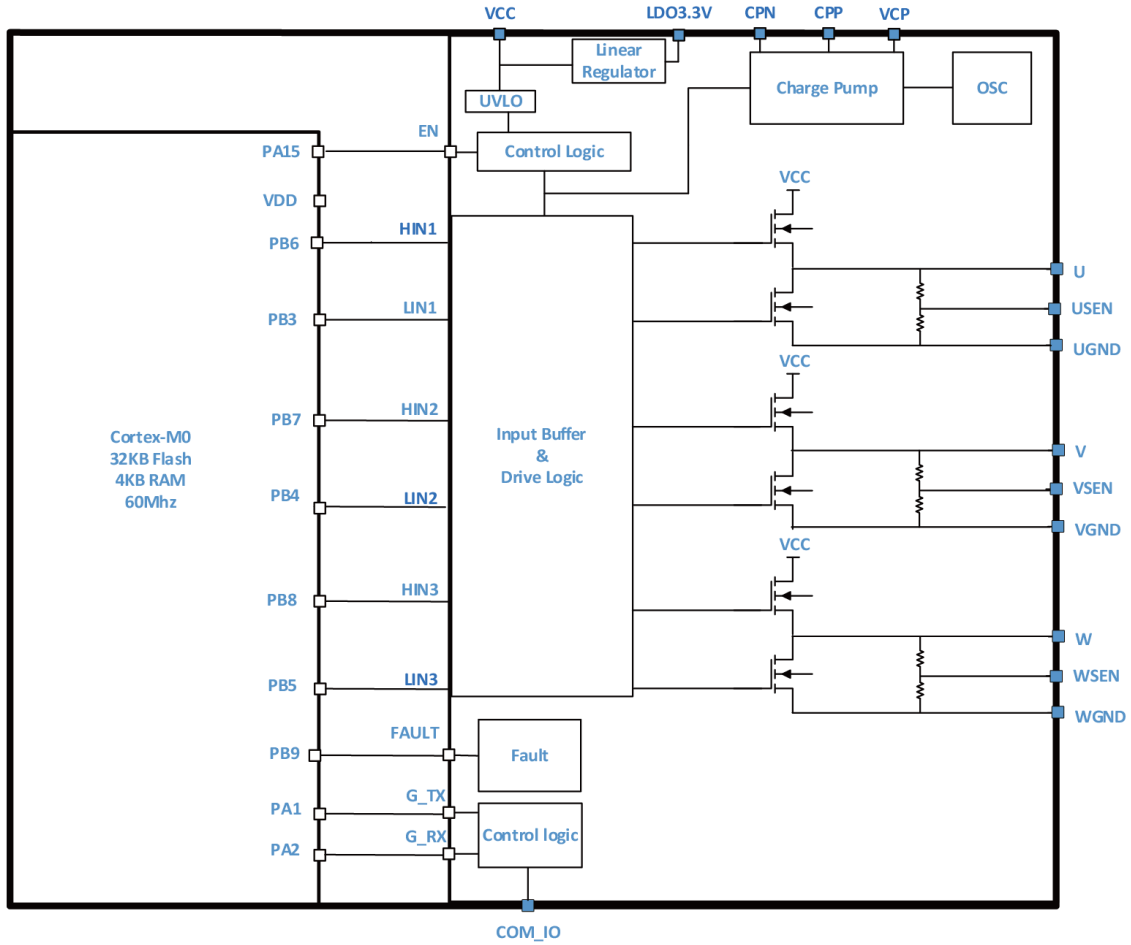 VCC
LDO3.3V
CPN
CPP
VCP
Linear
Regulator
Charge Pump
OSC
UVLO
EN
Control Logic
PA15
VDD
VCC
PB6
HIN1
U
LIN1
USEN
PB3
UGND
VCC
PB7
HIN2
Cortex-M0
32KB Flash
4KB RAM
60Mhz
Input Buffer
&
Drive Logic
V
PB4
LIN2
VSEN
VGND
VCC
PB8
HIN3
W
PB5
LIN3
WSEN
WGND
FAULT
PB9
Fault
G_TX
PA1
G_RX
Control logic
PA2
COM_IO